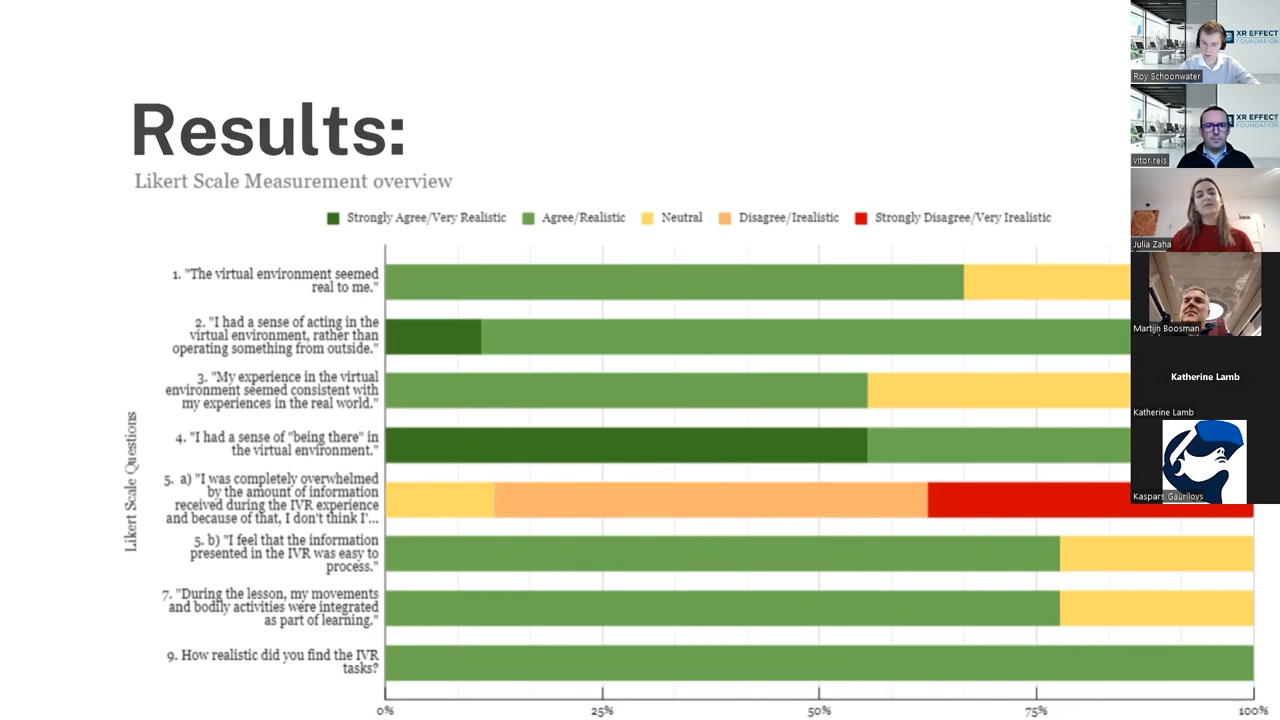 Results:
Likert Scale Measurement overview
Strongly Agree/Very Realistic Agree/Realistic Neutral Disagree/Irealistic Strongly Disagree/Very Irealistic
Likert Scale Questions
1. "The virtual environment seemed
real to me."
2. "I had a sense of acting in the
virtual environment, rather than
operating something from outside."
3. "My experience in the virtual
environment seemed consistent with
my experiences in the real world."
4. "I had a sense of "being there" in
the virtual environment."
5. a) "I was completely overwhelmed
by the amount of information
received during the IVR experience
and because of that, I don't think I'...
5. b) "I feel that the information
presented in the IVR was easy to
process."
7. "During the lesson, my movements
and bodily activities were integrated
as part of learning."
9. How realistic did you find the IVR
tasks?
0% 25% 50% 75% 100%
XR EFFECT
FOUNDATION
Roy Schoonwater
XR EFFECT
FOUNDATION
vitor.reis
Julia Zaha
Martijn Boosman
Katherine Lamb
Katherine Lamb
Kaspars Gaurilovs